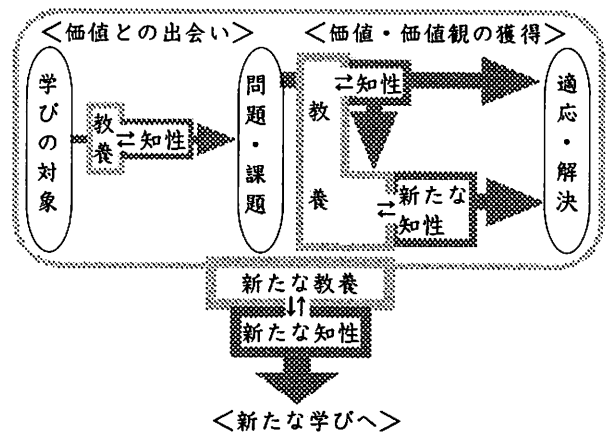 <価値との出会い>
<価値・価値観の獲得>
学びの対象
教養
⇄
知性
問題・課題
教養
⇄知性
⇄
新たな
知性
適応・解決
新たな教養
↓↑
新たな知性
<新たな学びへ>